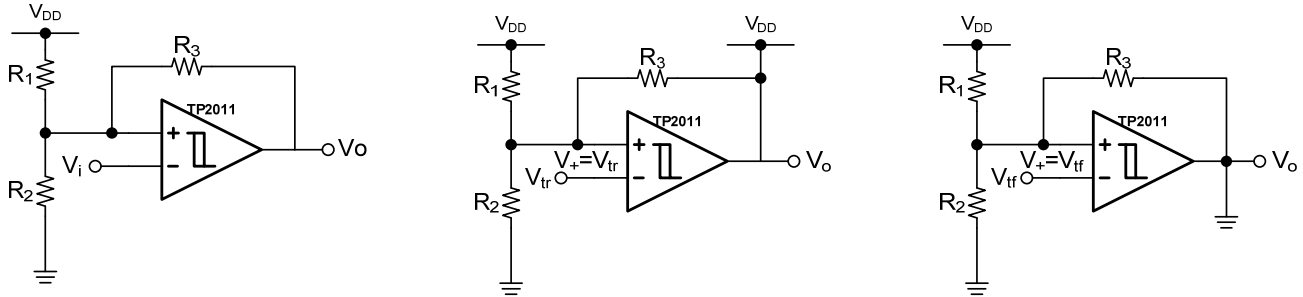 VDD
R3
R1
TP2011
+
Vi
-
Vo
R2
VDD
VDD
R3
R1
TP2011
+
V+=Vtr
Vtr
-
Vo
R2
VDD
R3
R1
TP2011
+
V+=Vtf
Vtf
-
Vo
R2